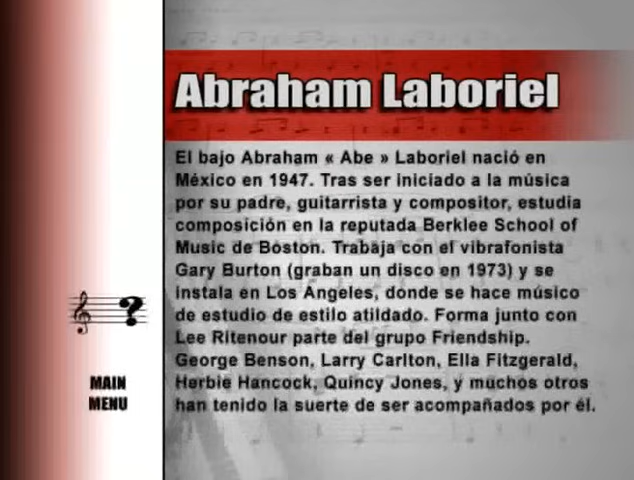 Abraham Laboriel
El bajo Abraham « Abe » Laboriel nació en
México en 1947. Tras ser iniciado a la música
por su padre, guitarrista y compositor, estudia
composición en la reputada Berklee School of
Music de Boston. Trabaja con el vibrafonista
Gary Burton (graban un disco en 1973) y se
instala en Los Angeles, donde se hace músico
de estudio de estilo atildado. Forma junto con
Lee Ritenour parte del grupo Friendship.
George Benson, Larry Carlton, Ella Fitzgerald,
Herbie Hancock, Quincy Jones, y muchos otros
han tenido la suerte de ser acompañados por él.
?
MAIN
MENU